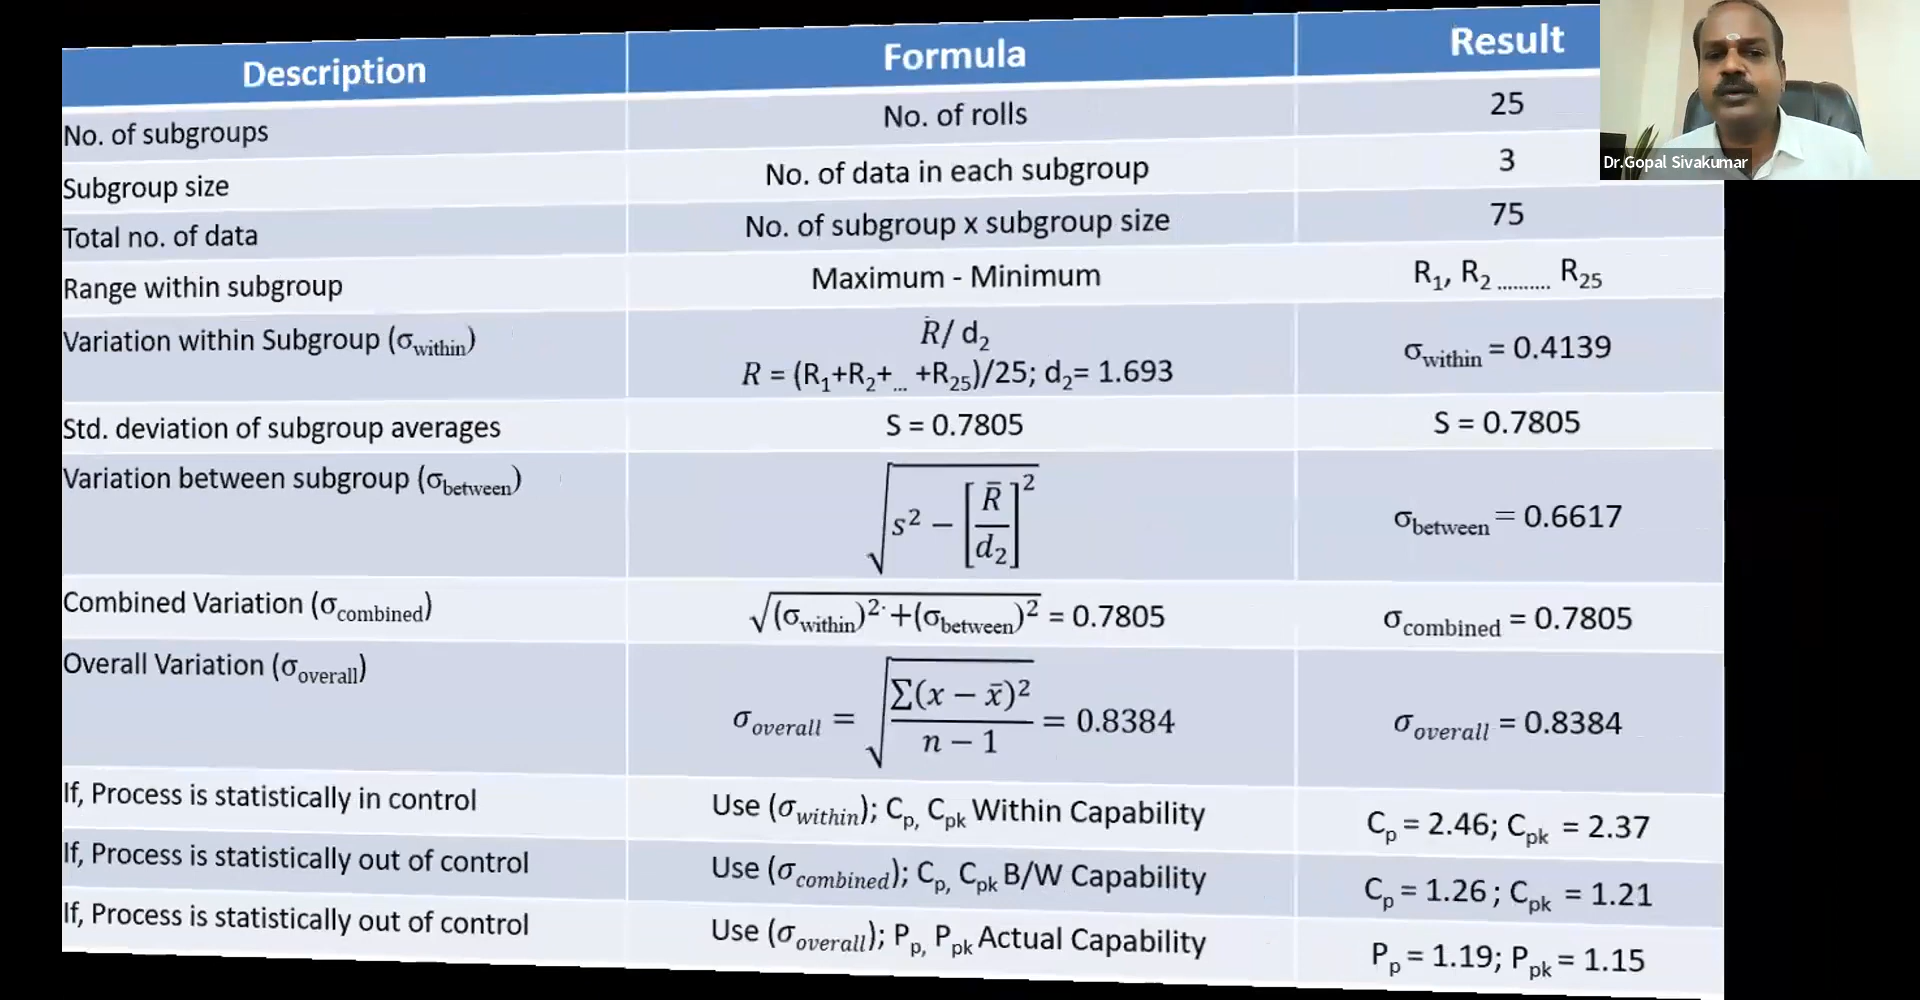 Description Formula Result
No. of subgroups No. of rolls 25
Subgroup size No. of data in each subgroup 3
Total no. of data No. of subgroup x subgroup size 75
Range within subgroup Maximum - Minimum R₁, R₂ .......... R₂₅
Variation within Subgroup (σwithin) R̄/ d₂ σwithin = 0.4139
R = (R₁+R₂+... +R₂₅)/25; d₂= 1.693
Std. deviation of subgroup averages S = 0.7805 S = 0.7805
Variation between subgroup (σbetween) √(s² − [R̄/d₂]²) σbetween = 0.6617
Combined Variation (σcombined) √(σwithin)²·+(σbetween)² = 0.7805 σcombined = 0.7805
Overall Variation (σoverall) σoverall = √(∑(x − x̄)²/(n − 1)) = 0.8384 σoverall = 0.8384
If, Process is statistically in control Use (σwithin); Cp, Cpk Within Capability Cp = 2.46; Cpk = 2.37
If, Process is statistically out of control Use (σcombined); Cp, Cpk B/W Capability Cp = 1.26 ; Cpk = 1.21
If, Process is statistically out of control Use (σoverall); Pp, Ppk Actual Capability Pp = 1.19; Ppk = 1.15
Dr.Gopal Sivakumar